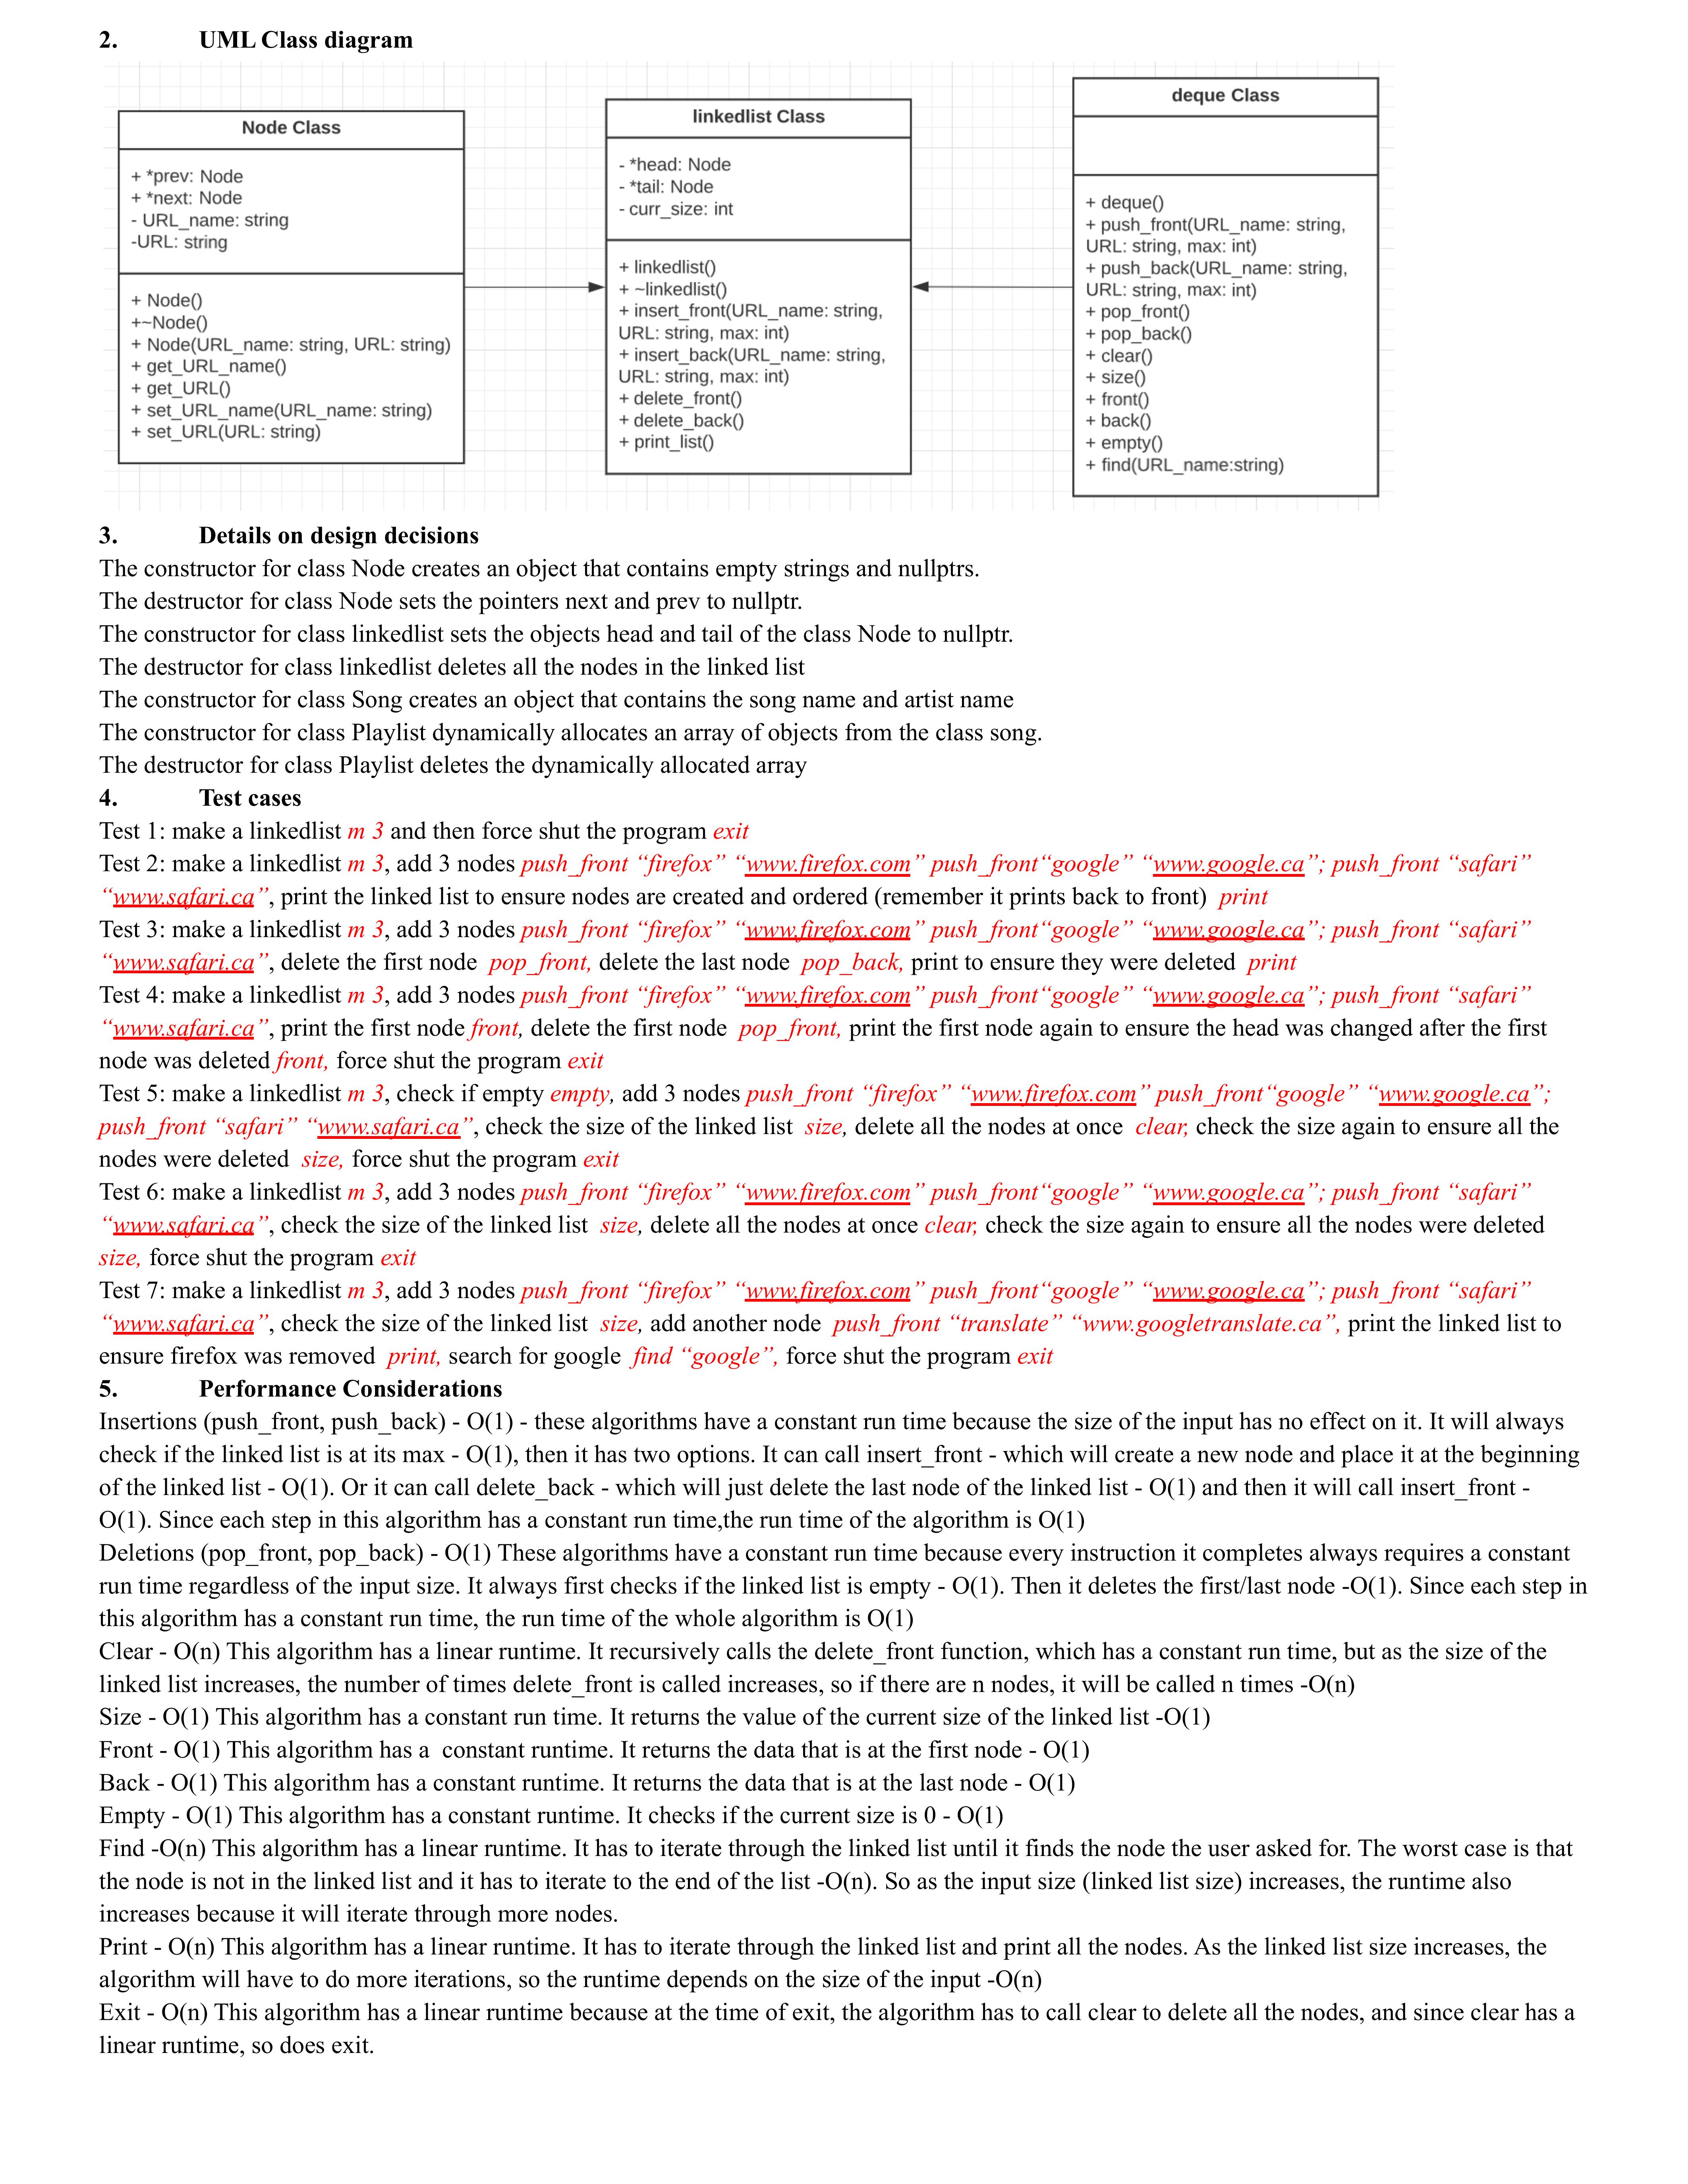 2. UML Class diagram
Node Class
+ *prev: Node
+ *next: Node
- URL_name: string
-URL: string
+ Node()
+~Node()
+ Node(URL_name: string, URL: string)
+ get_URL_name()
+ get_URL()
+ set_URL_name(URL_name: string)
+ set_URL(URL: string)
linkedlist Class
- *head: Node
- *tail: Node
- curr_size: int
+ linkedlist()
+ ~linkedlist()
+ insert_front(URL_name: string,
URL: string, max: int)
+ insert_back(URL_name: string,
URL: string, max: int)
+ delete_front()
+ delete_back()
+ print_list()
deque Class
+ deque()
+ push_front(URL_name: string,
URL: string, max: int)
+ push_back(URL_name: string,
URL: string, max: int)
+ pop_front()
+ pop_back()
+ clear()
+ size()
+ front()
+ back()
+ empty()
+ find(URL_name:string)
3. Details on design decisions
The constructor for class Node creates an object that contains empty strings and nullptrs.
The destructor for class Node sets the pointers next and prev to nullptr.
The constructor for class linkedlist sets the objects head and tail of the class Node to nullptr.
The destructor for class linkedlist deletes all the nodes in the linked list
The constructor for class Song creates an object that contains the song name and artist name
The constructor for class Playlist dynamically allocates an array of objects from the class song.
The destructor for class Playlist deletes the dynamically allocated array
4. Test cases
Test 1: make a linkedlist m 3 and then force shut the program exit
Test 2: make a linkedlist m 3, add 3 nodes push_front “firefox” “www.firefox.com” push_front“google” “www.google.ca”; push_front “safari”
“www.safari.ca”, print the linked list to ensure nodes are created and ordered (remember it prints back to front) print
Test 3: make a linkedlist m 3, add 3 nodes push_front “firefox” “www.firefox.com” push_front“google” “www.google.ca”; push_front “safari”
“www.safari.ca”, delete the first node pop_front, delete the last node pop_back, print to ensure they were deleted print
Test 4: make a linkedlist m 3, add 3 nodes push_front “firefox” “www.firefox.com” push_front“google” “www.google.ca”; push_front “safari”
“www.safari.ca”, print the first node front, delete the first node pop_front, print the first node again to ensure the head was changed after the first
node was deleted front, force shut the program exit
Test 5: make a linkedlist m 3, check if empty empty, add 3 nodes push_front “firefox” “www.firefox.com” push_front“google” “www.google.ca”;
push_front “safari” “www.safari.ca”, check the size of the linked list size, delete all the nodes at once clear, check the size again to ensure all the
nodes were deleted size, force shut the program exit
Test 6: make a linkedlist m 3, add 3 nodes push_front “firefox” “www.firefox.com” push_front“google” “www.google.ca”; push_front “safari”
“www.safari.ca”, check the size of the linked list size, delete all the nodes at once clear, check the size again to ensure all the nodes were deleted
size, force shut the program exit
Test 7: make a linkedlist m 3, add 3 nodes push_front “firefox” “www.firefox.com” push_front“google” “www.google.ca”; push_front “safari”
“www.safari.ca”, check the size of the linked list size, add another node push_front “translate” “www.googletranslate.ca”, print the linked list to
ensure firefox was removed print, search for google find “google”, force shut the program exit
5. Performance Considerations
Insertions (push_front, push_back) - O(1) - these algorithms have a constant run time because the size of the input has no effect on it. It will always
check if the linked list is at its max - O(1), then it has two options. It can call insert_front - which will create a new node and place it at the beginning
of the linked list - O(1). Or it can call delete_back - which will just delete the last node of the linked list - O(1) and then it will call insert_front -
O(1). Since each step in this algorithm has a constant run time,the run time of the algorithm is O(1)
Deletions (pop_front, pop_back) - O(1) These algorithms have a constant run time because every instruction it completes always requires a constant
run time regardless of the input size. It always first checks if the linked list is empty - O(1). Then it deletes the first/last node -O(1). Since each step in
this algorithm has a constant run time, the run time of the whole algorithm is O(1)
Clear - O(n) This algorithm has a linear runtime. It recursively calls the delete_front function, which has a constant run time, but as the size of the
linked list increases, the number of times delete_front is called increases, so if there are n nodes, it will be called n times -O(n)
Size - O(1) This algorithm has a constant run time. It returns the value of the current size of the linked list -O(1)
Front - O(1) This algorithm has a constant runtime. It returns the data that is at the first node - O(1)
Back - O(1) This algorithm has a constant runtime. It returns the data that is at the last node - O(1)
Empty - O(1) This algorithm has a constant runtime. It checks if the current size is 0 - O(1)
Find -O(n) This algorithm has a linear runtime. It has to iterate through the linked list until it finds the node the user asked for. The worst case is that
the node is not in the linked list and it has to iterate to the end of the list -O(n). So as the input size (linked list size) increases, the runtime also
increases because it will iterate through more nodes.
Print - O(n) This algorithm has a linear runtime. It has to iterate through the linked list and print all the nodes. As the linked list size increases, the
algorithm will have to do more iterations, so the runtime depends on the size of the input -O(n)
Exit - O(n) This algorithm has a linear runtime because at the time of exit, the algorithm has to call clear to delete all the nodes, and since clear has a
linear runtime, so does exit.